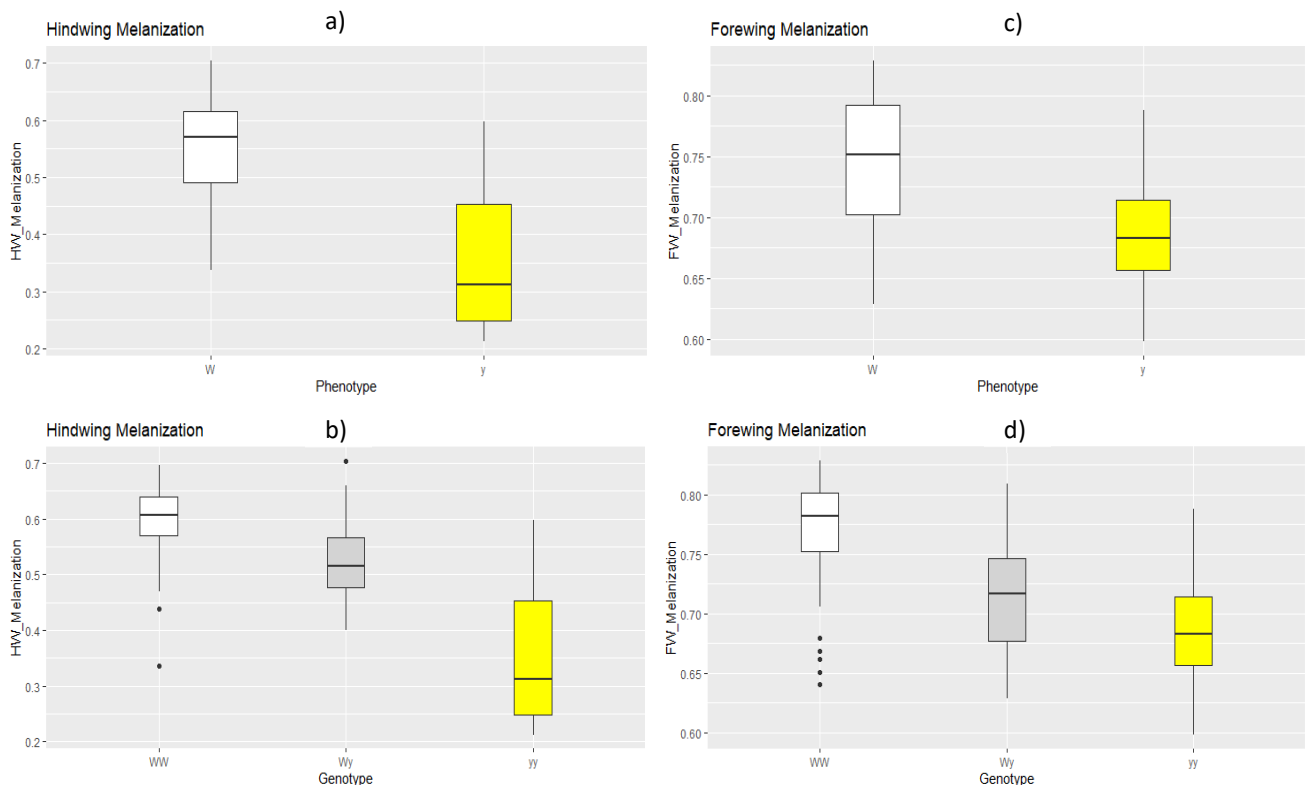 a)
Hindwing Melanization
HW_Melanization
0.7
0.6
0.5
0.4
0.3
0.2
W y
Phenotype
c)
Forewing Melanization
FW_Melanization
0.80
0.75
0.70
0.65
0.60
W y
Phenotype
b)
Hindwing Melanization
HW_Melanization
0.7
0.6
0.5
0.4
0.3
0.2
WW Wy yy
Genotype
d)
Forewing Melanization
FW_Melanization
0.80
0.75
0.70
0.65
0.60
WW Wy yy
Genotype